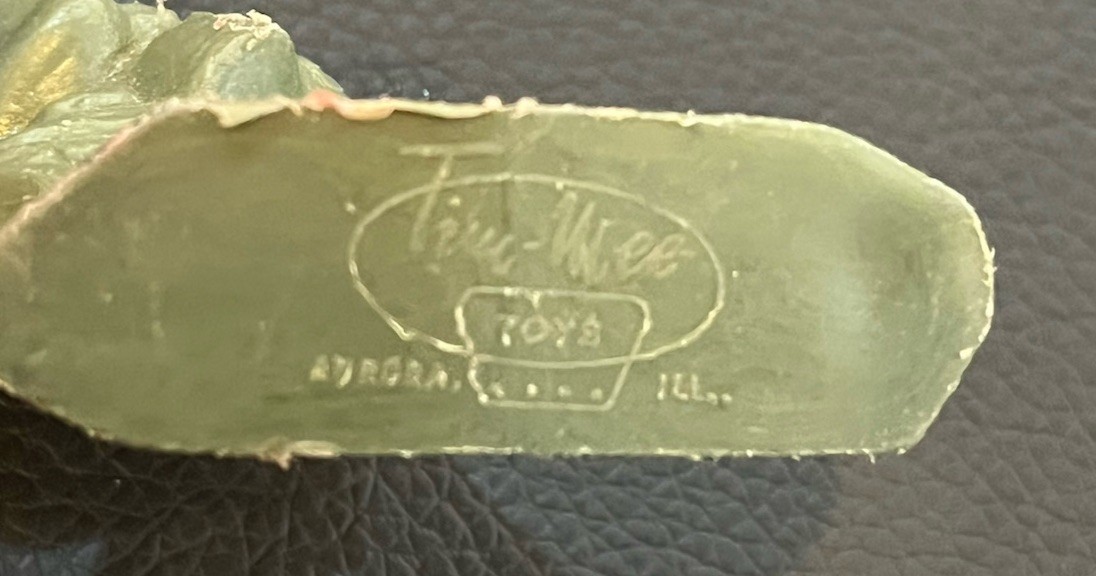 Tim-Mee
TOYS
AURORA, ILL.